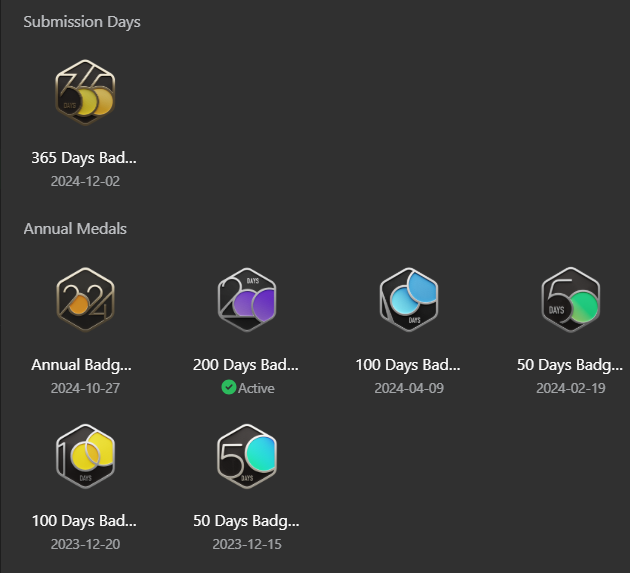 Submission Days
365
DAYS
365 Days Bad...
2024-12-02
Annual Medals
2024
DAYS
200
DAYS
100
DAYS
50
Annual Badg...
200 Days Bad...
100 Days Bad...
50 Days Badg...
2024-10-27
Active
2024-04-09
2024-02-19
100
DAYS
50
DAYS
100 Days Bad...
50 Days Badg...
2023-12-20
2023-12-15